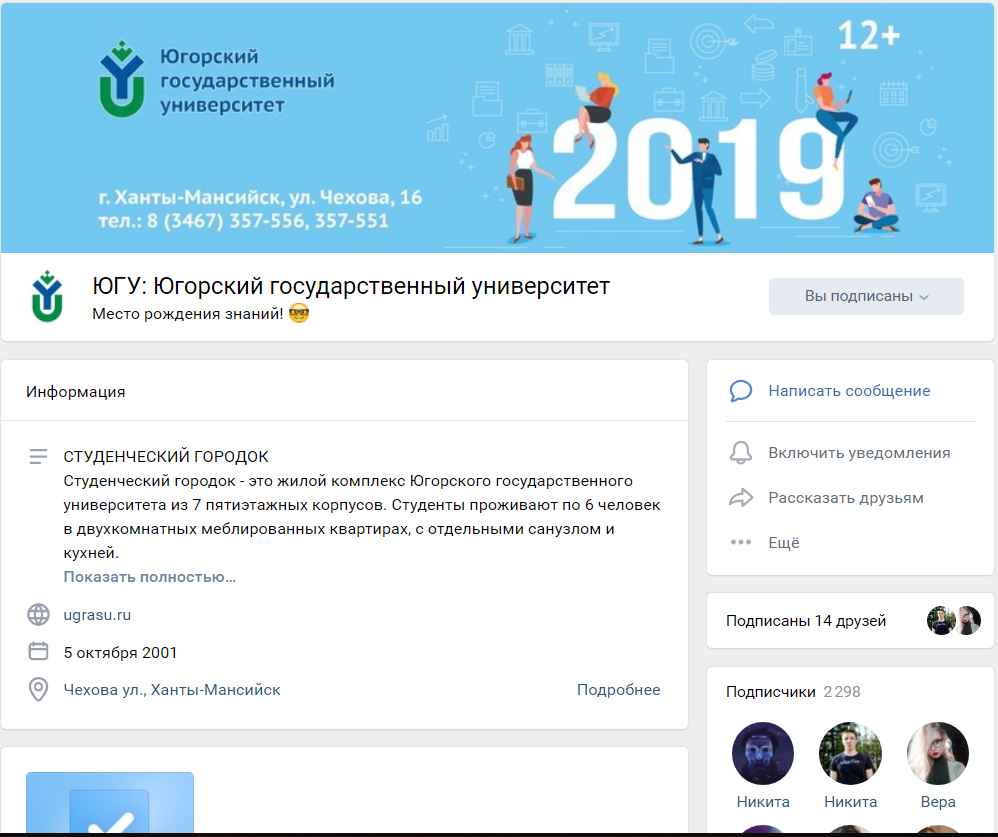 Югорский
государственный
университет
12+
2019
г. Ханты-Мансийск, ул. Чехова, 16
тел.: 8 (3467) 357-556, 357-551
ЮГУ: Югорский государственный университет
Место рождения знаний! 🤓
Вы подписаны
Информация
СТУДЕНЧЕСКИЙ ГОРОДОК
Студенческий городок - это жилой комплекс Югорского государственного
университета из 7 пятиэтажных корпусов. Студенты проживают по 6 человек
в двухкомнатных меблированных квартирах, с отдельными санузлом и
кухней.
Показать полностью…
ugrasu.ru
5 октября 2001
Чехова ул., Ханты-Мансийск
Подробнее
Написать сообщение
Включить уведомления
Рассказать друзьям
Ещё
Подписаны 14 друзей
Подписчики 2 298
Никита
Никита
Вера